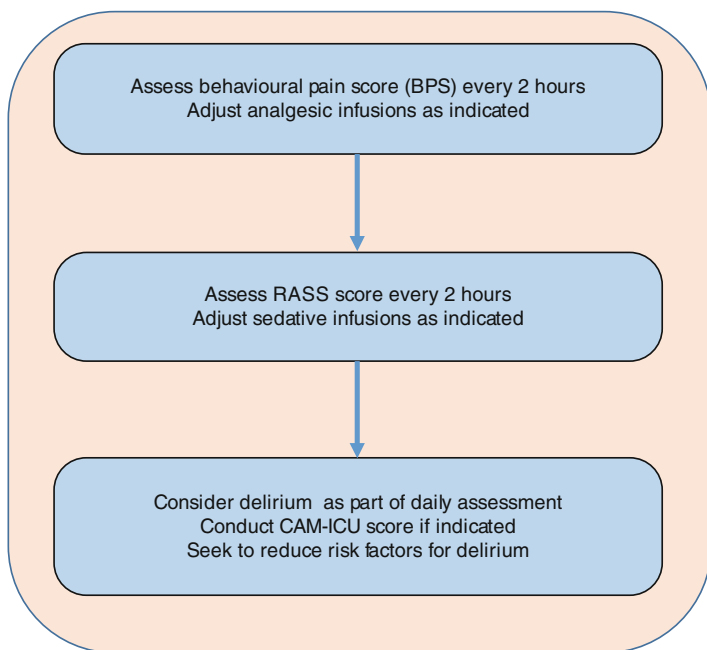 Assess behavioural pain score (BPS) every 2 hours
Adjust analgesic infusions as indicated
Assess RASS score every 2 hours
Adjust sedative infusions as indicated
Consider delirium as part of daily assessment
Conduct CAM-ICU score if indicated
Seek to reduce risk factors for delirium